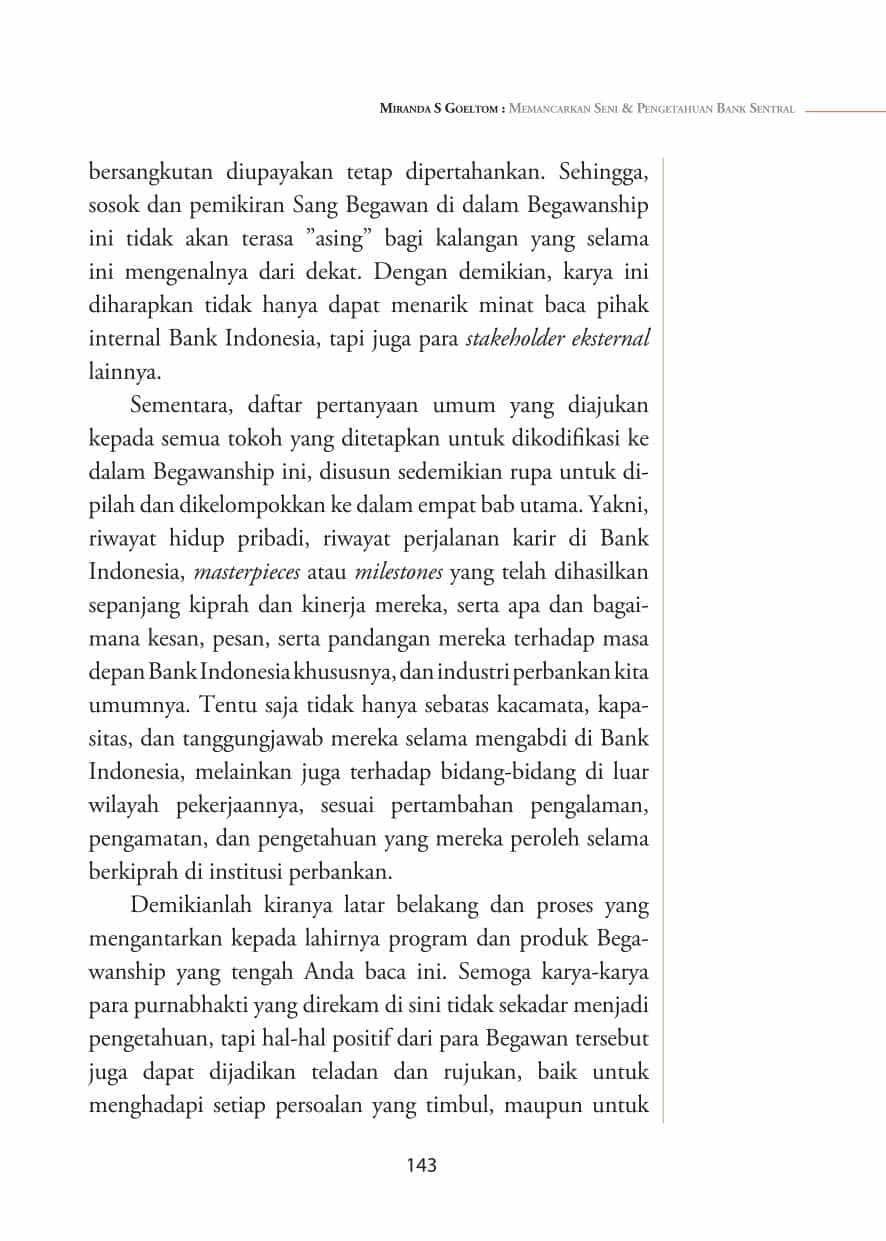 Miranda S Goeltom : Memancarkan Seni & Pengetahuan Bank Sentral
bersangkutan diupayakan tetap dipertahankan. Sehingga,
sosok dan pemikiran Sang Begawan di dalam Begawanship
ini tidak akan terasa ”asing” bagi kalangan yang selama
ini mengenalnya dari dekat. Dengan demikian, karya ini
diharapkan tidak hanya dapat menarik minat baca pihak
internal Bank Indonesia, tapi juga para stakeholder eksternal
lainnya.
Sementara, daftar pertanyaan umum yang diajukan
kepada semua tokoh yang ditetapkan untuk dikodifikasi ke
dalam Begawanship ini, disusun sedemikian rupa untuk di-
pilah dan dikelompokkan ke dalam empat bab utama. Yakni,
riwayat hidup pribadi, riwayat perjalanan karir di Bank
Indonesia, masterpieces atau milestones yang telah dihasilkan
sepanjang kiprah dan kinerja mereka, serta apa dan bagai-
mana kesan, pesan, serta pandangan mereka terhadap masa
depan Bank Indonesia khususnya, dan industri perbankan kita
umumnya. Tentu saja tidak hanya sebatas kacamata, kapa-
sitas, dan tanggungjawab mereka selama mengabdi di Bank
Indonesia, melainkan juga terhadap bidang-bidang di luar
wilayah pekerjaannya, sesuai pertambahan pengalaman,
pengamatan, dan pengetahuan yang mereka peroleh selama
berkiprah di institusi perbankan.
Demikianlah kiranya latar belakang dan proses yang
mengantarkan kepada lahirnya program dan produk Bega-
wanship yang tengah Anda baca ini. Semoga karya-karya
para purnabhakti yang direkam di sini tidak sekadar menjadi
pengetahuan, tapi hal-hal positif dari para Begawan tersebut
juga dapat dijadikan teladan dan rujukan, baik untuk
menghadapi setiap persoalan yang timbul, maupun untuk
143